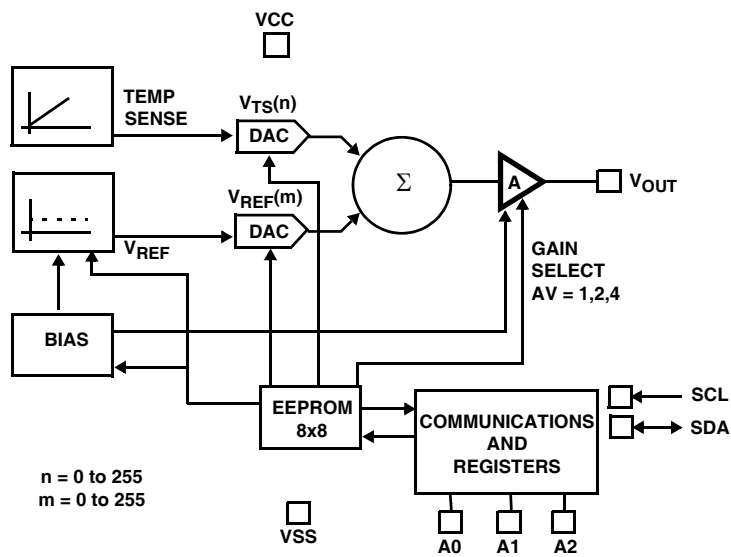 VCC
TEMP
SENSE
VTS(n)
DAC
Σ
A
VOUT
VREF
VREF(m)
DAC
GAIN
SELECT
AV = 1,2,4
BIAS
EEPROM
8x8
COMMUNICATIONS
AND
REGISTERS
SCL
SDA
n = 0 to 255
m = 0 to 255
VSS
A0
A1
A2